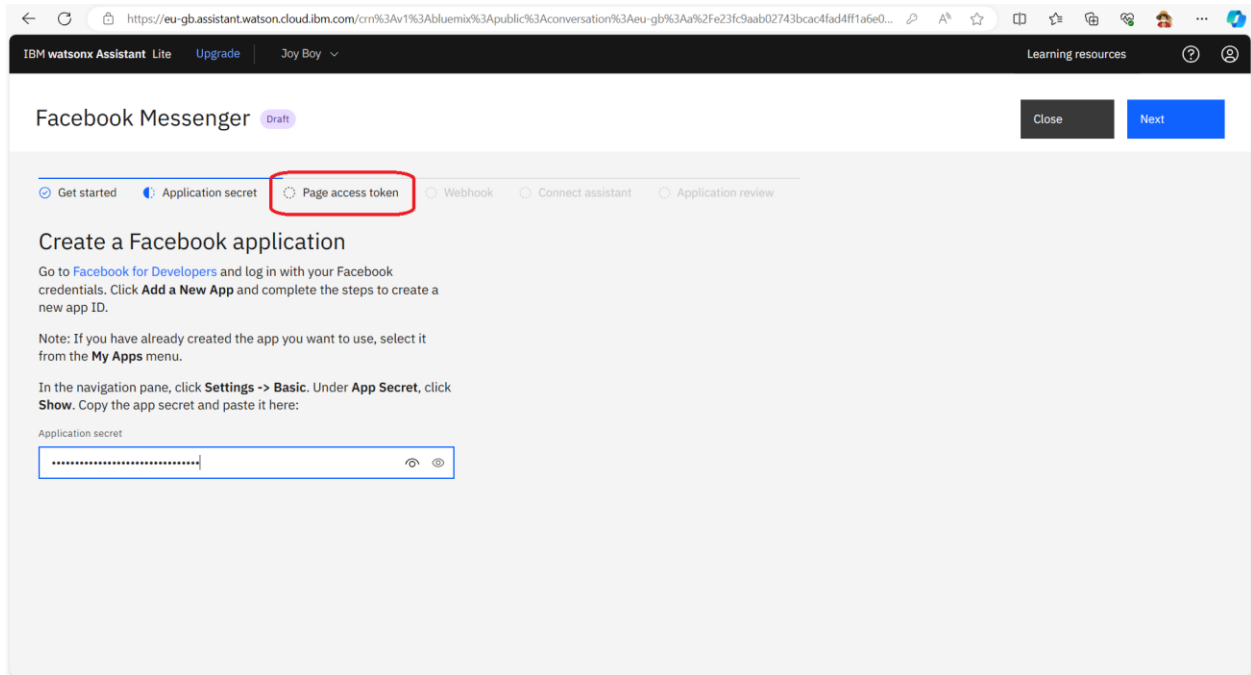 https://eu-gb.assistant.watson.cloud.ibm.com/crn%3Av1%3Abluemix%3Apublic%3Aconversation%3Aeu-gb%3Aa%2Fe23fc9aab02743bcac4fad4ff1a6e0...
IBM watsonx Assistant Lite Upgrade Joy Boy Learning resources
Facebook Messenger Draft Close Next
Get started Application secret Page access token Webhook Connect assistant Application review
Create a Facebook application
Go to Facebook for Developers and log in with your Facebook
credentials. Click Add a New App and complete the steps to create a
new app ID.
Note: If you have already created the app you want to use, select it
from the My Apps menu.
In the navigation pane, click Settings -> Basic. Under App Secret, click
Show. Copy the app secret and paste it here:
Application secret
••••••••••••••••••••••••••••••••